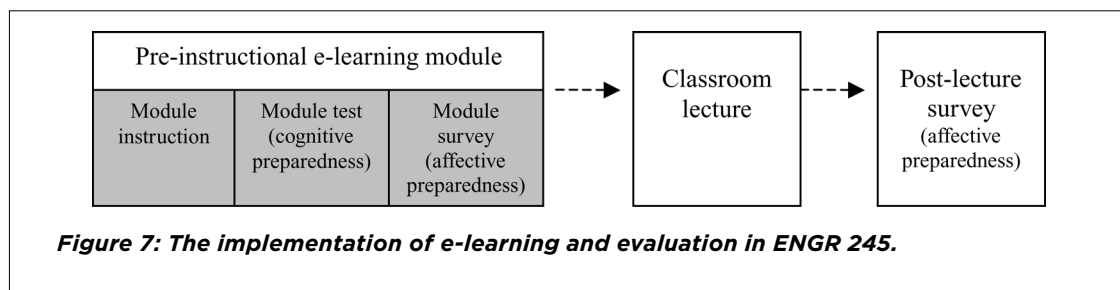 Pre-instructional e-learning module
Module
instruction
Module test
(cognitive
preparedness)
Module
survey
(affective
preparedness)
Classroom
lecture
Post-lecture
survey
(affective
preparedness)
Figure 7: The implementation of e-learning and evaluation in ENGR 245.